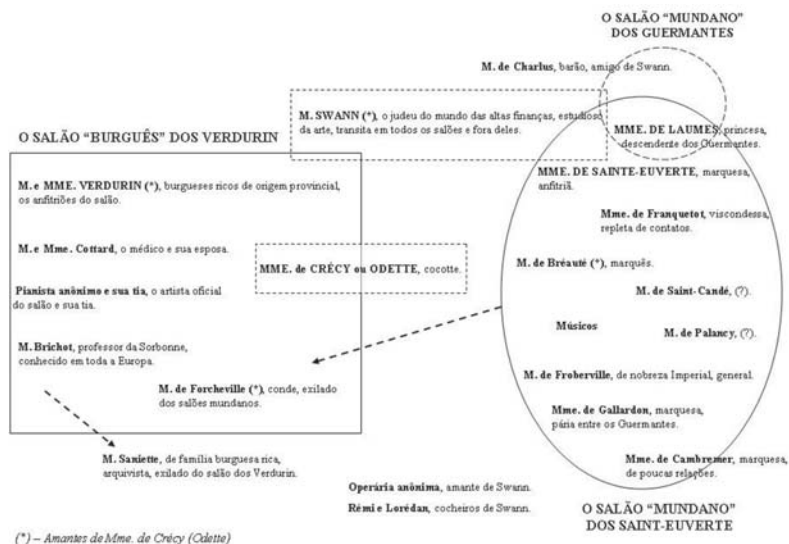 O SALÃO “MUNDANO”
DOS GUERMANTES
M. de Charlus, barão, amigo de Swann.
M. SWANN (*), o judeu do mundo das altas finanças, estudioso
da arte, transita em todos os salões e fora deles.
MME. DE LAUMES, princesa,
descendente dos Guermantes.
O SALÃO “BURGUÊS” DOS VERDURIN
M. e MME. VERDURIN (*), burgueses ricos de origem provincial,
os anfitriões do salão.
M. e Mme. Cottard, o médico e sua esposa.
MME. de CRÉCY ou ODETTE, cocotte.
Pianista anônimo e sua tia, o artista oficial
do salão e sua tia.
M. Brichot, professor da Sorbonne,
conhecido em toda a Europa.
M. de Forcheville (*), conde, exilado
dos salões mundanos.
M. Saniette, de família burguesa rica,
arquivista, exilado do salão dos Verdurin.
MME. DE SAINTE-EUVERTE, marquesa,
anfitriã.
Mme. de Franquetot, viscondessa,
repleta de contatos.
M. de Bréauté (*), marquês.
M. de Saint-Candé, (?).
Músicos
M. de Palancy, (?).
M. de Froberville, de nobreza Imperial, general.
Mme. de Gallardon, marquesa,
pária entre os Guermantes.
Mme. de Cambremer, marquesa,
de poucas relações.
Operária anônima, amante de Swann.
Rémi e Lorédan, cocheiros de Swann.
O SALÃO “MUNDANO”
DOS SAINT-EUVERTE
(*) – Amantes de Mme. de Crécy (Odette)